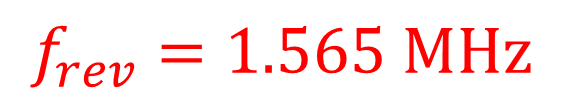 f_rev = 1.565 MHz